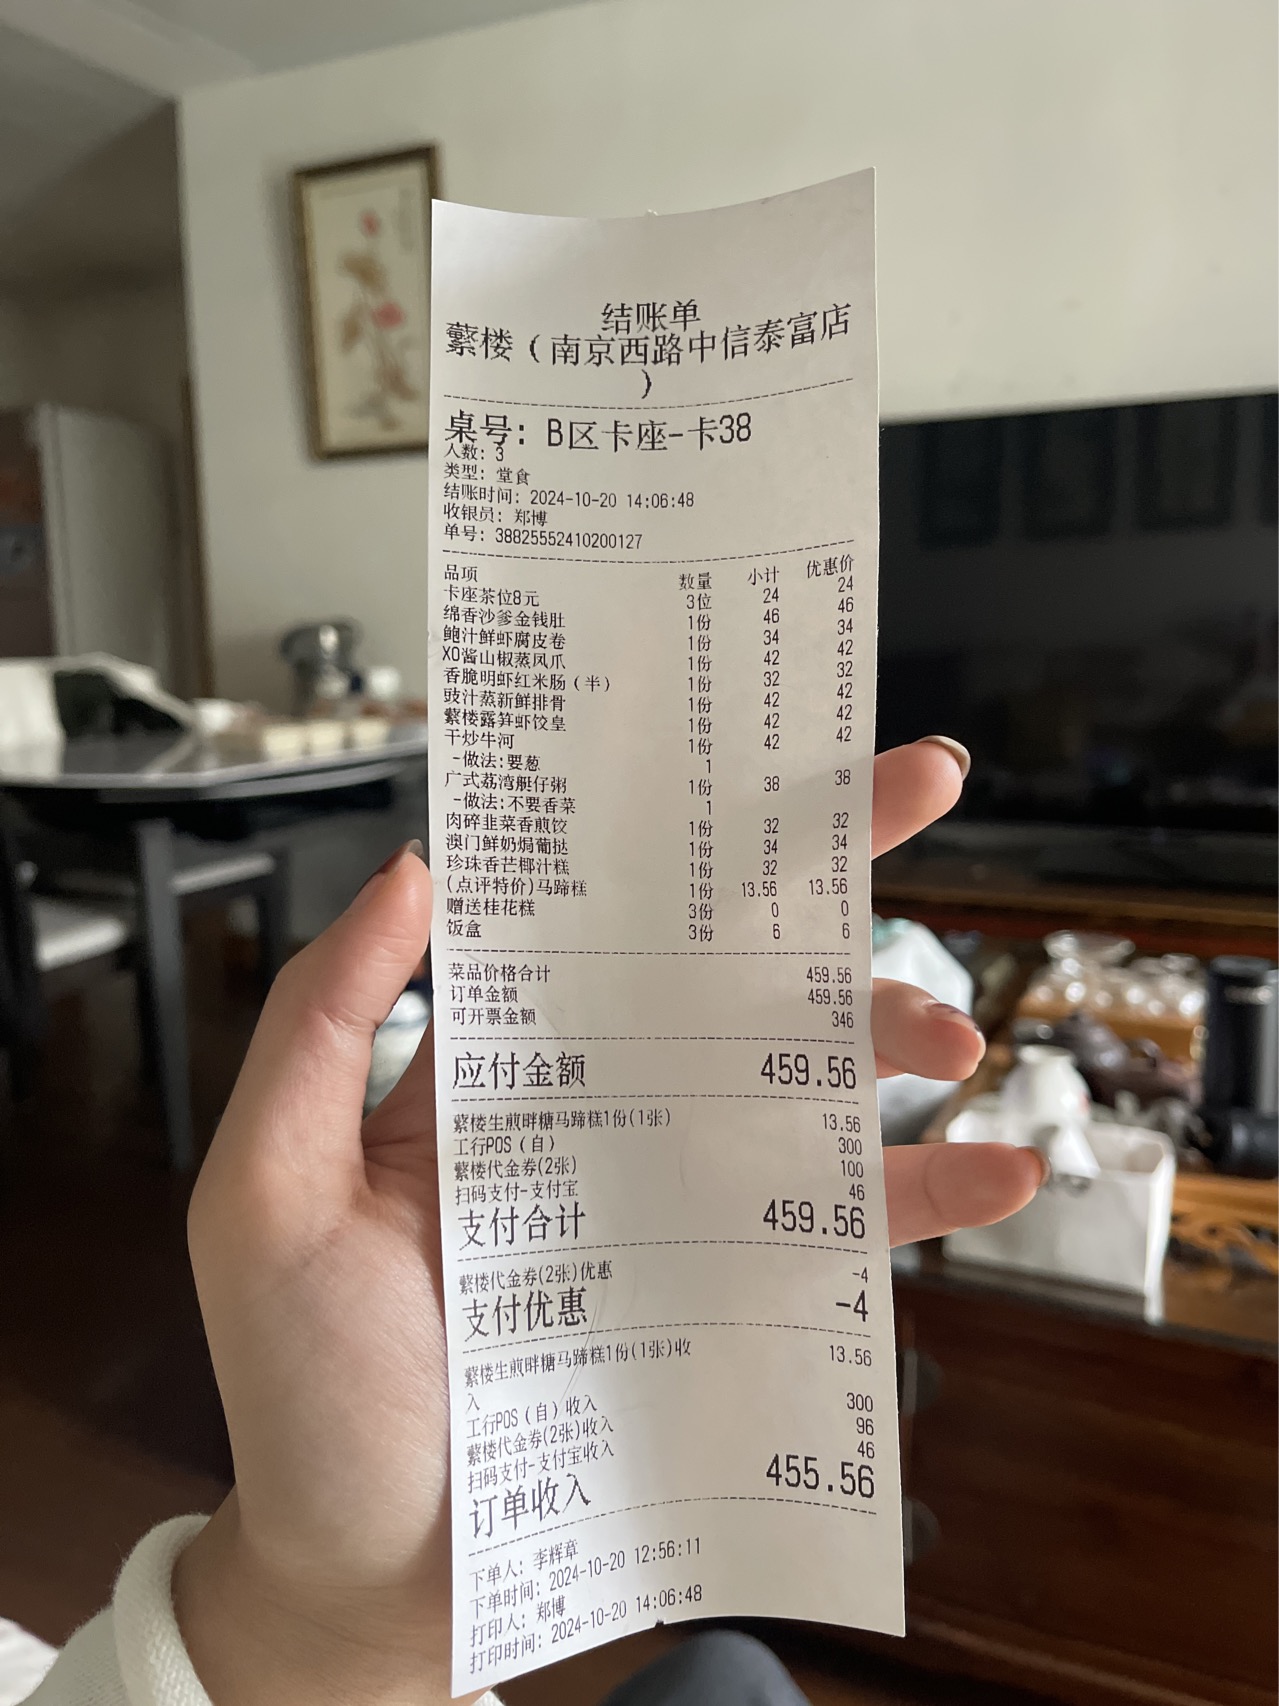 结账单
蘩楼（南京西路中信泰富店
）
桌号: B区卡座-卡38
人数: 3
类型: 堂食
结账时间: 2024-10-20 14:06:48
收银员: 郑博
单号: 38825552410200127
品项 数量 小计 优惠价
卡座茶位8元 3位 24 24
绵香沙爹金钱肚 1份 46 46
鲍汁鲜虾腐皮卷 1份 34 34
XO酱山椒蒸凤爪 1份 42 42
香脆明虾红米肠（半） 1份 32 32
豉汁蒸新鲜排骨 1份 42 42
蘩楼露笋虾饺皇 1份 42 42
干炒牛河 1份 42 42
-做法:要葱 1
广式荔湾艇仔粥 1份 38 38
-做法:不要香菜 1
肉碎韭菜香煎饺 1份 32 32
澳门鲜奶焗葡挞 1份 34 34
珍珠香芒椰汁糕 1份 32 32
(点评特价)马蹄糕 1份 13.56 13.56
赠送桂花糕 3份 0 0
饭盒 3份 6 6
菜品价格合计 459.56
订单金额 459.56
可开票金额 346
应付金额 459.56
蘩楼生煎畔糖马蹄糕1份(1张) 13.56
工行POS（自） 300
蘩楼代金券(2张) 100
扫码支付-支付宝 46
支付合计 459.56
蘩楼代金券(2张)优惠 -4
支付优惠 -4
蘩楼生煎畔糖马蹄糕1份(1张)收 13.56
入
工行POS（自）收入 300
蘩楼代金券(2张)收入 96
扫码支付-支付宝收入 46
订单收入 455.56
下单人: 李辉章
下单时间: 2024-10-20 12:56:11
打印人: 郑博
打印时间: 2024-10-20 14:06:48